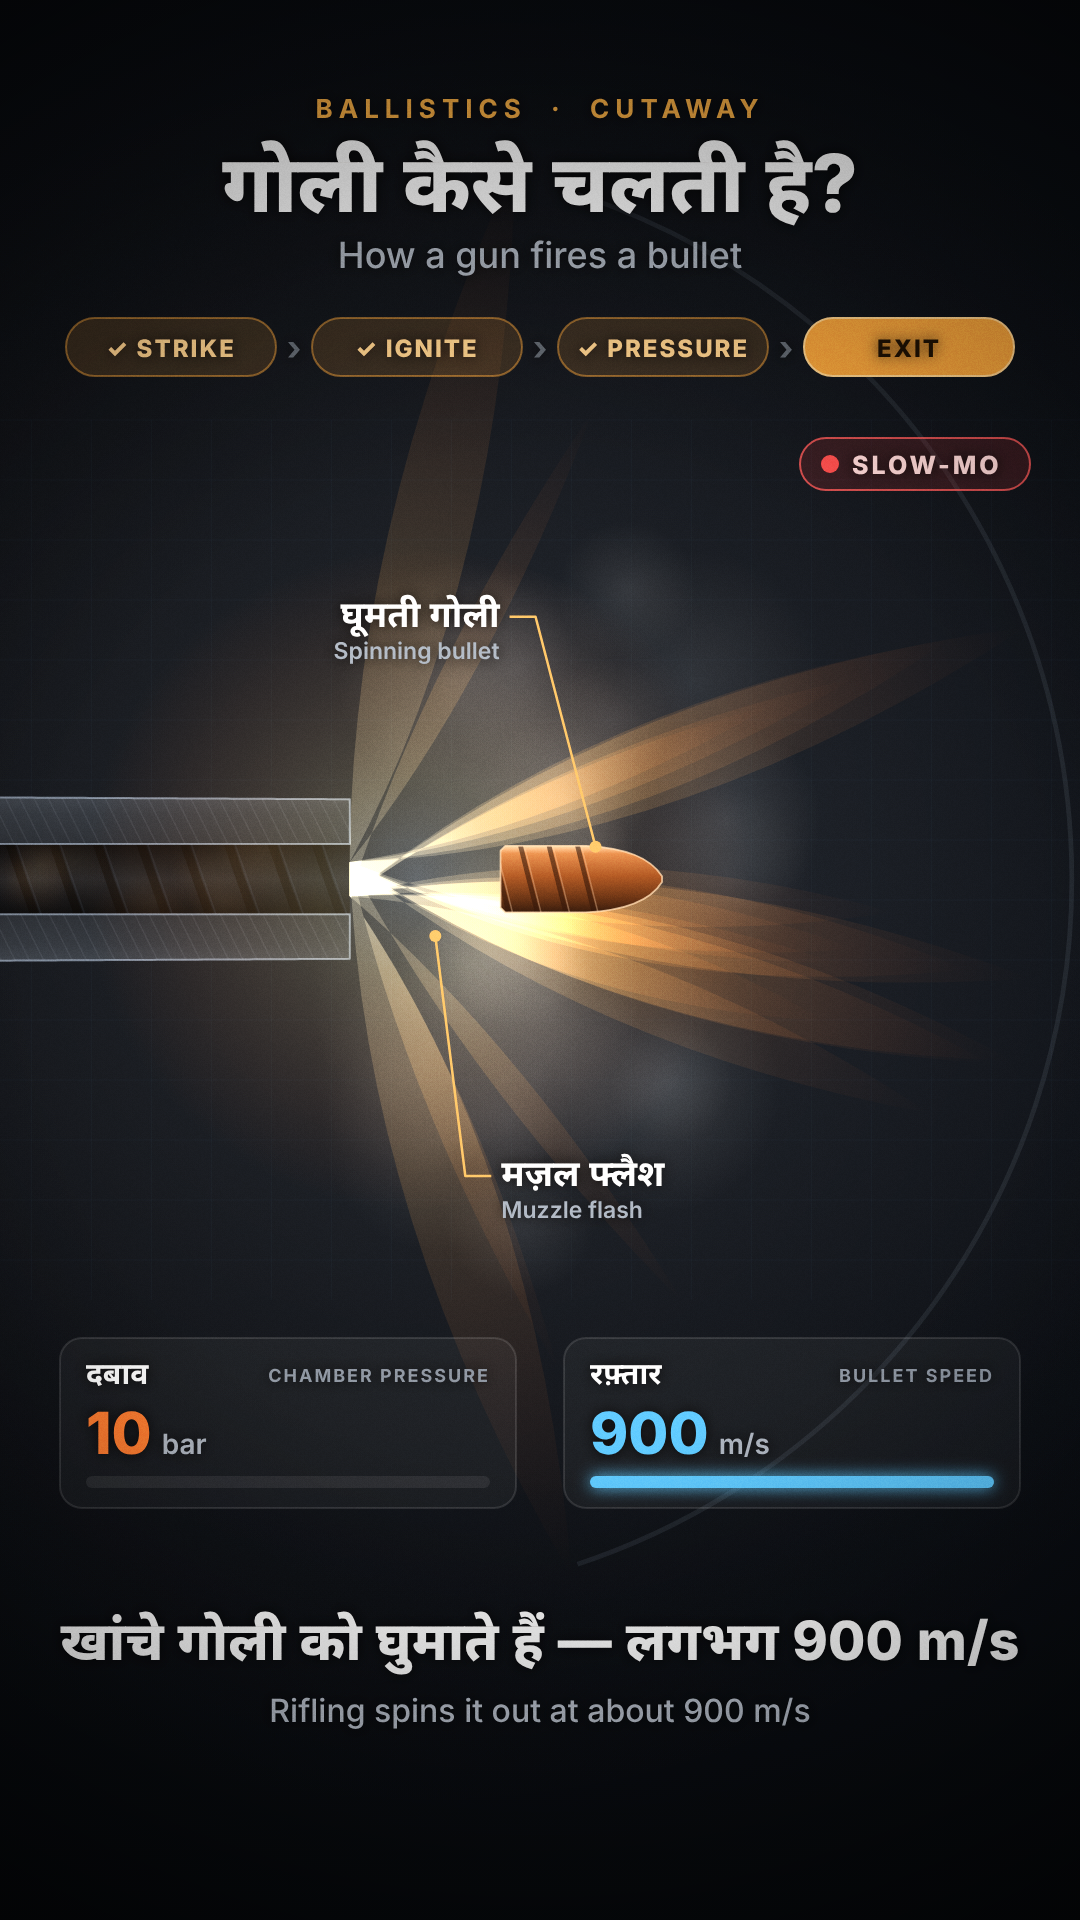 BALLISTICS · CUTAWAY
गोली कैसे चलती है?
How a gun fires a bullet
✓ STRIKE › ✓ IGNITE › ✓ PRESSURE › EXIT
SLOW-MO
घूमती गोली
Spinning bullet
मज़ल फ्लैश
Muzzle flash
दबाव CHAMBER PRESSURE
10 bar
रफ़्तार BULLET SPEED
900 m/s
खांचे गोली को घुमाते हैं — लगभग 900 m/s
Rifling spins it out at about 900 m/s